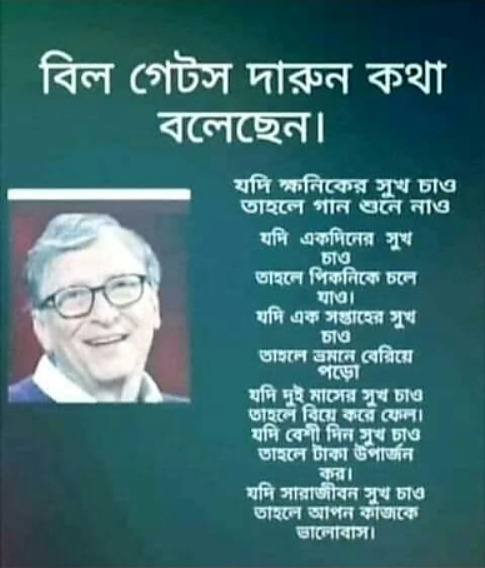 বিল গেটস দারুন কথা
বলেছেন।
যদি ক্ষনিকের সুখ চাও
তাহলে গান শুনে নাও
যদি একদিনের সুখ
চাও
তাহলে পিকনিকে চলে
যাও।
যদি এক সপ্তাহের সুখ
চাও
তাহলে ভ্রমনে বেরিয়ে
পড়ো
যদি দুই মাসের সুখ চাও
তাহলে বিয়ে করে ফেল।
যদি বেশী দিন সুখ চাও
তাহলে টাকা উপার্জন
কর।
যদি সারাজীবন সুখ চাও
তাহলে আপন কাজকে
ভালোবাস।